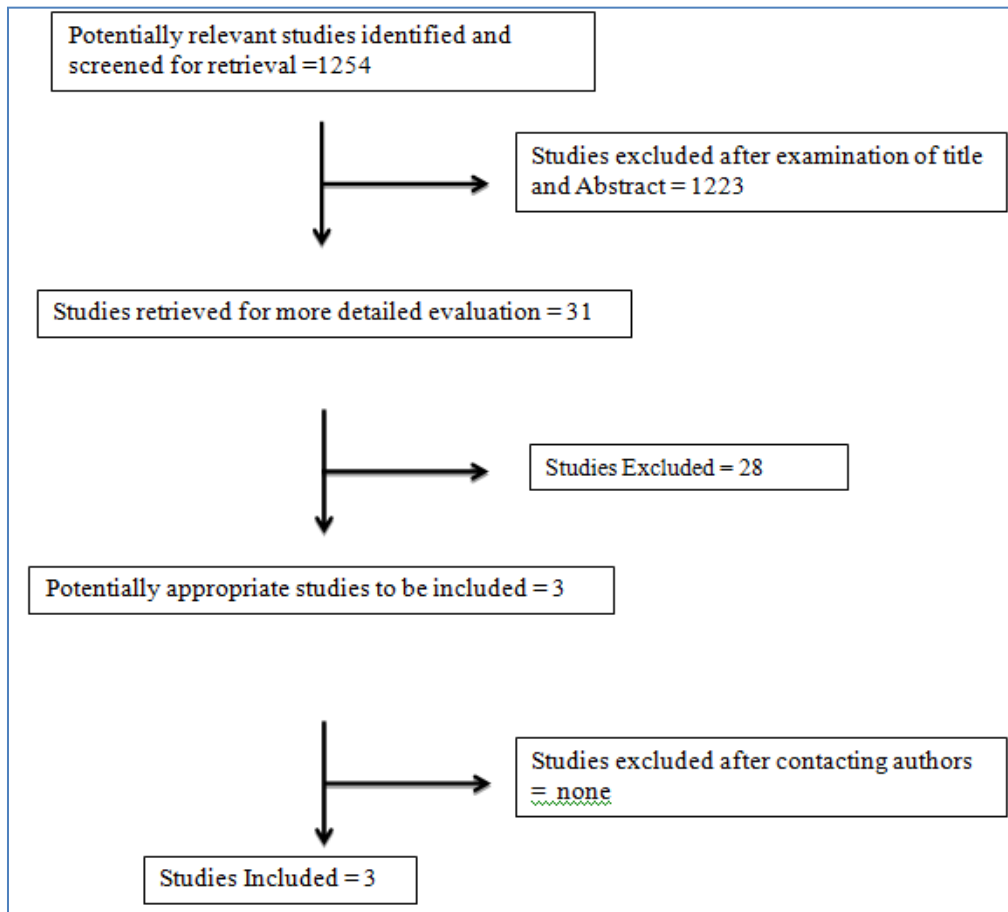 Potentially relevant studies identified and
screened for retrieval =1254
Studies excluded after examination of title
and Abstract = 1223
Studies retrieved for more detailed evaluation = 31
Studies Excluded = 28
Potentially appropriate studies to be included = 3
Studies excluded after contacting authors
= none
Studies Included = 3